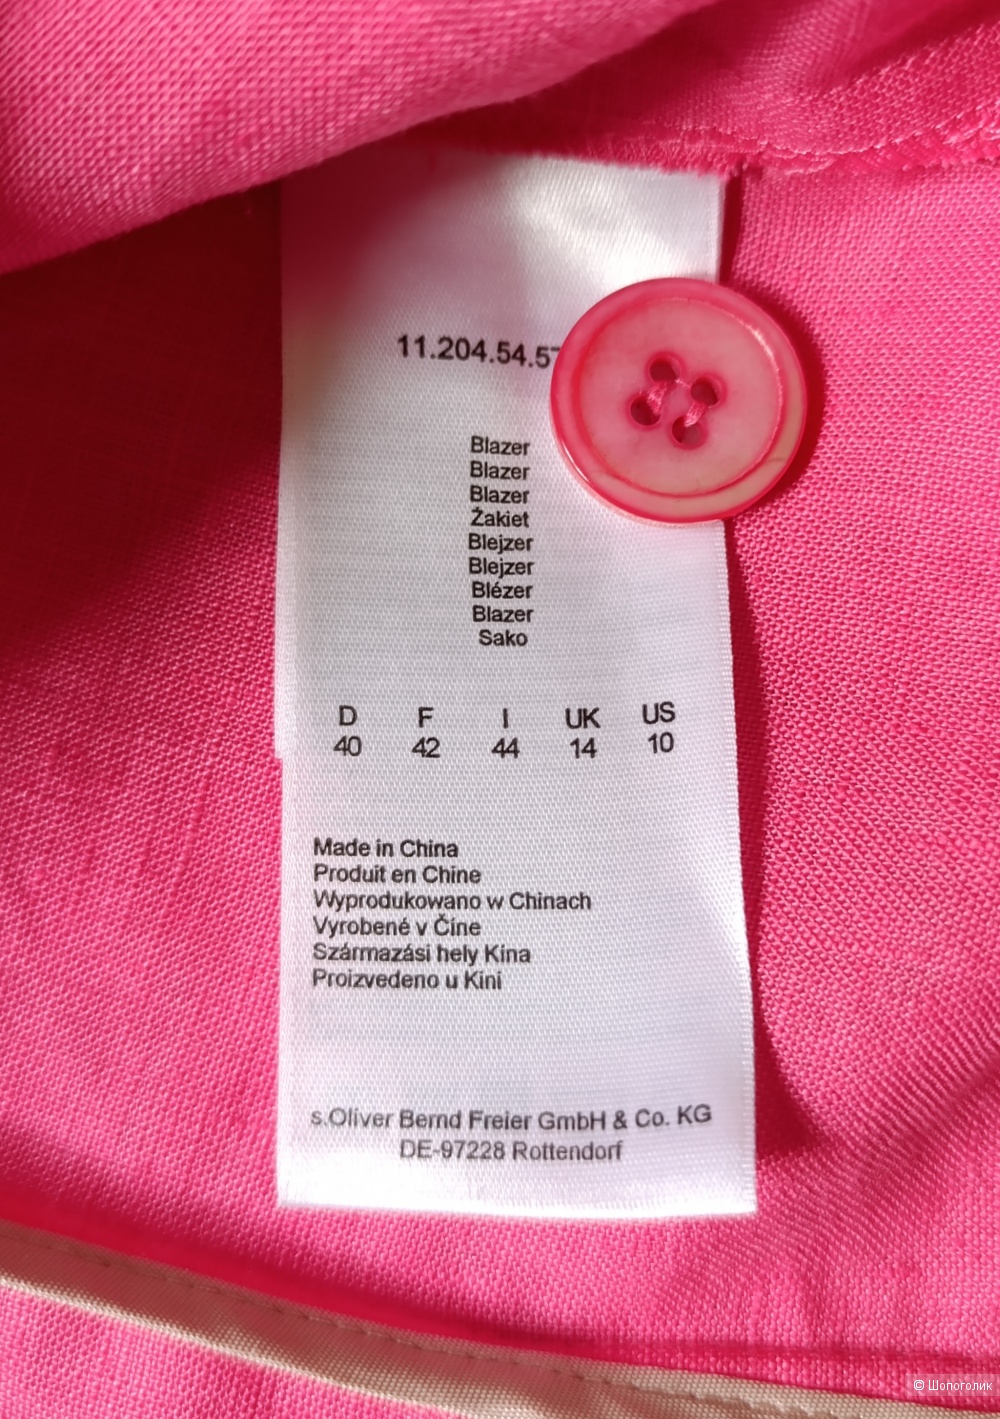 11.204.54.57
Blazer
Blazer
Blazer
Żakiet
Blejzer
Blejzer
Blézer
Blazer
Sako
D F I UK US
40 42 44 14 10
Made in China
Produit en Chine
Wyprodukowano w Chinach
Vyrobené v Číne
Származási hely Kina
Proizvedeno u Kini
s.Oliver Bernd Freier GmbH & Co. KG
DE-97228 Rottendorf
© Шопоголик